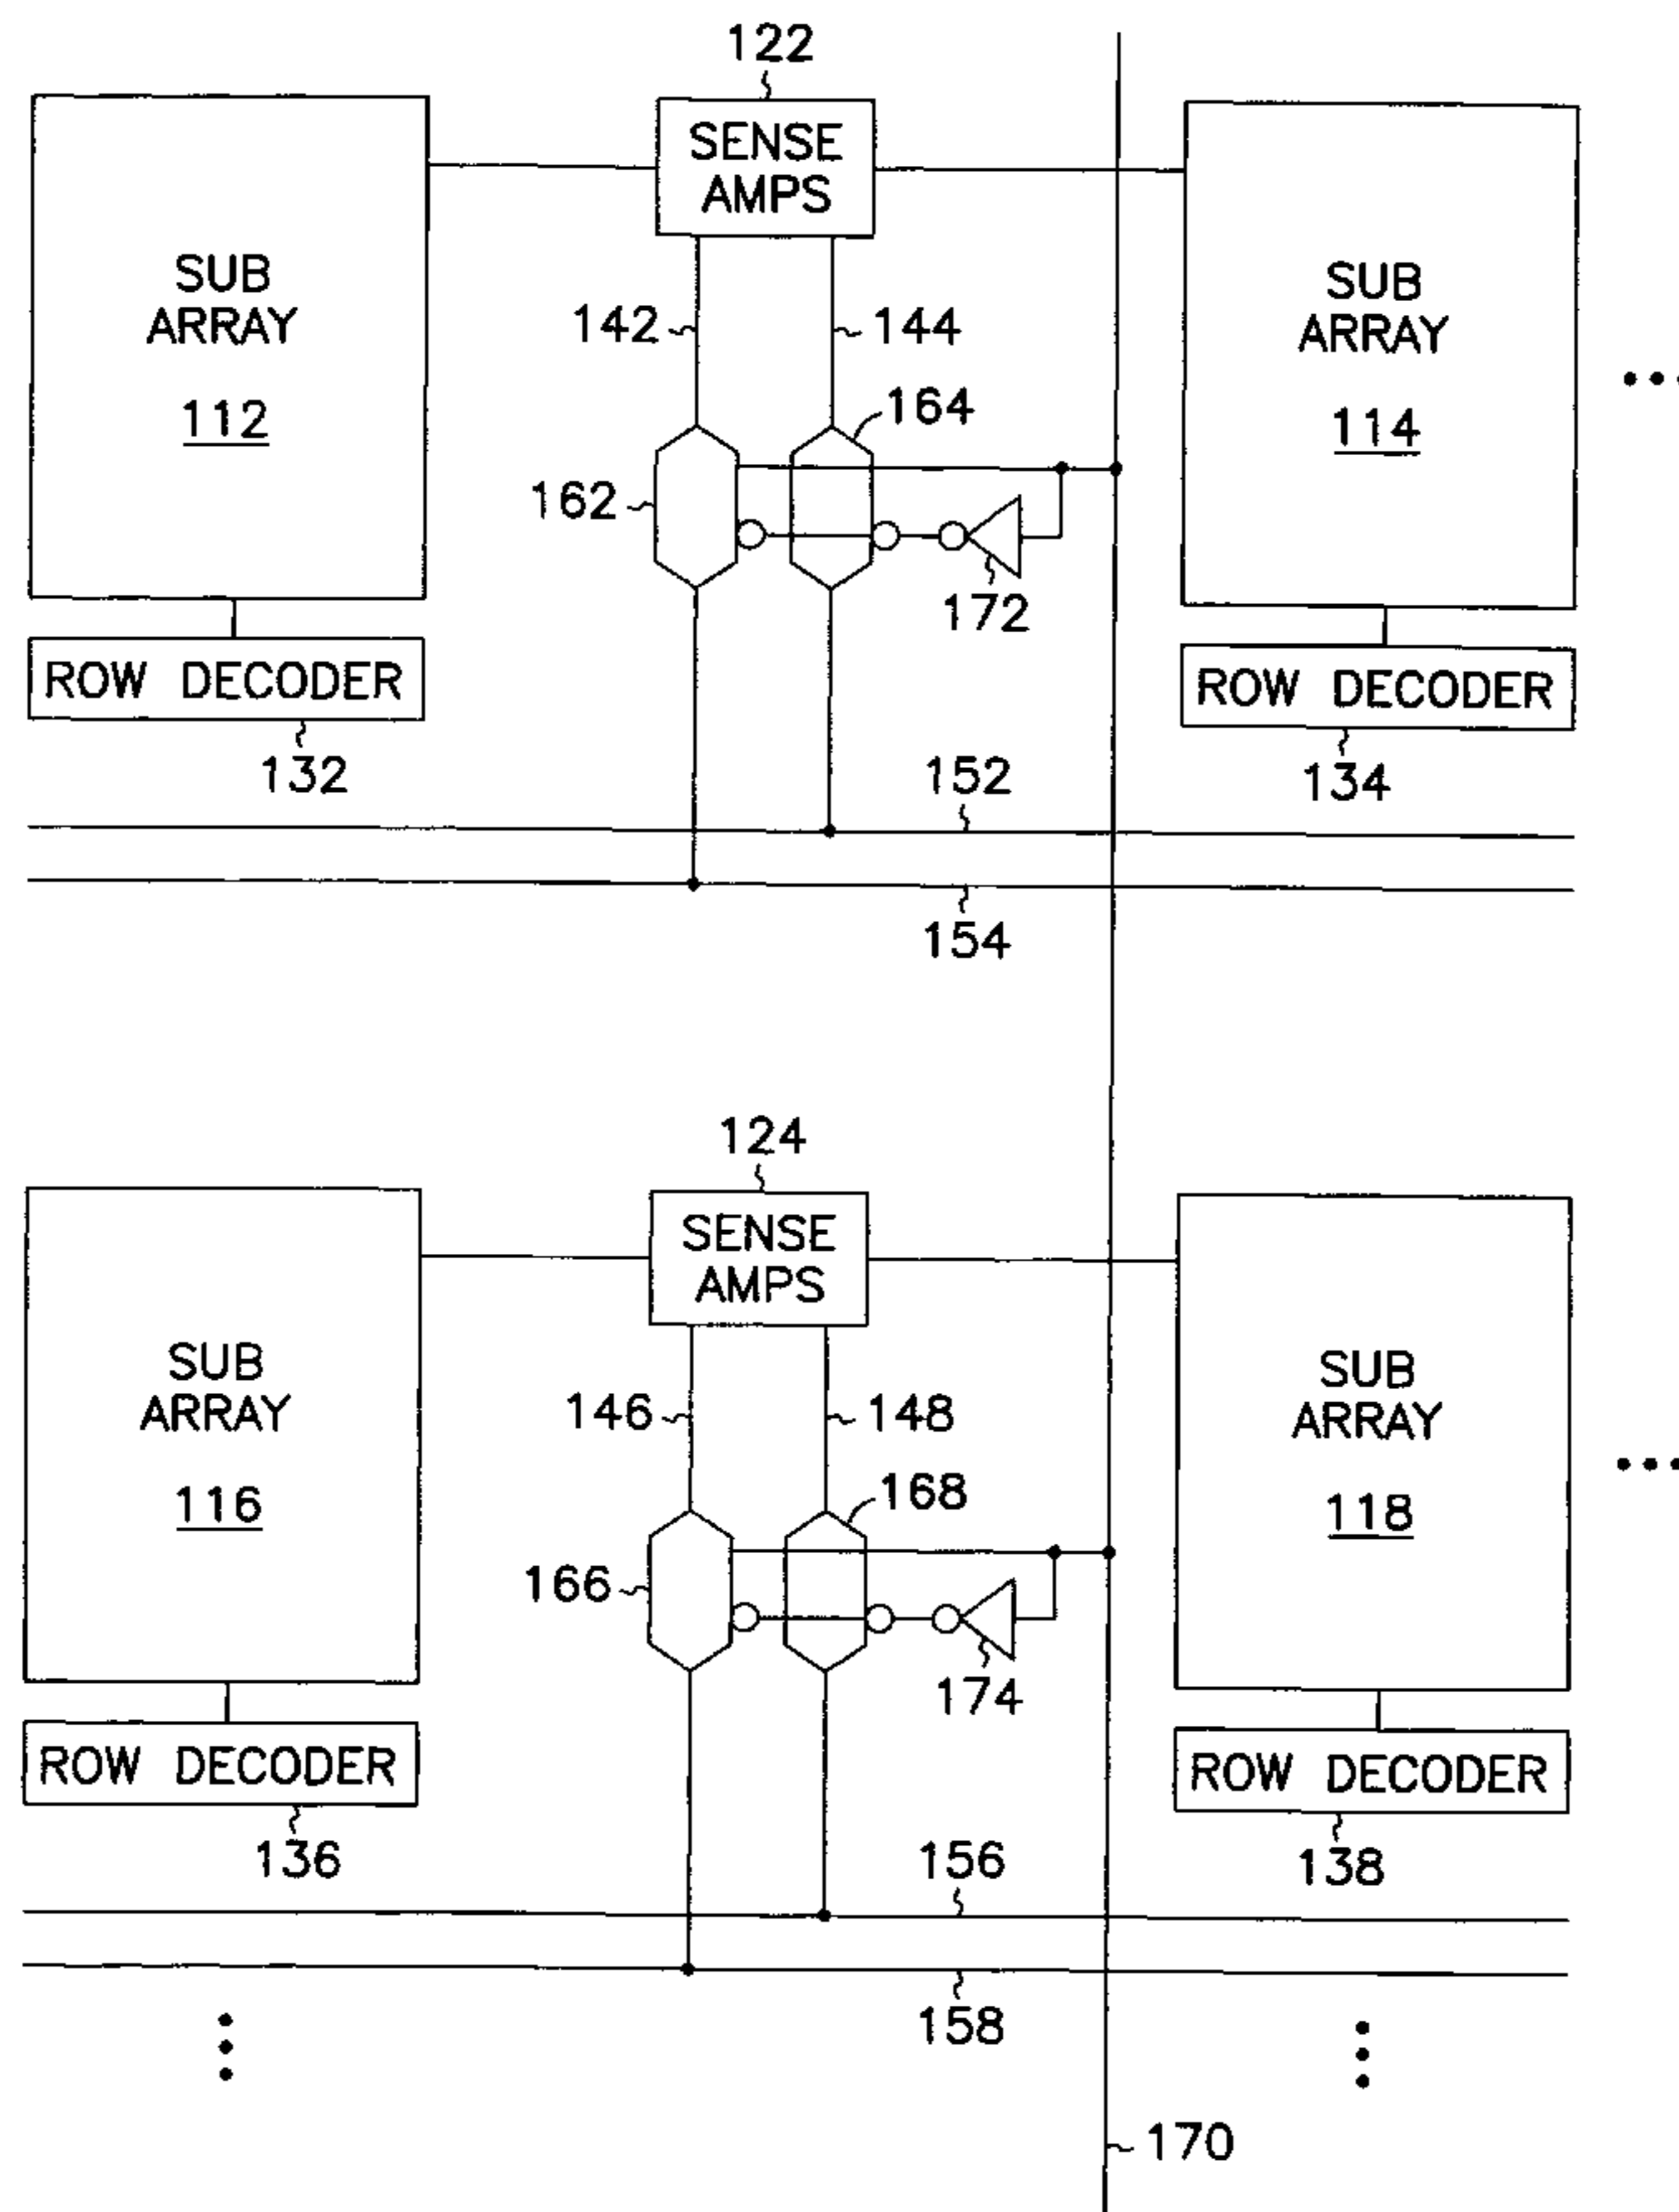 122
SENSE
AMPS
SUB
ARRAY
112
SUB
ARRAY
114
142
144
164
162
172
ROW DECODER
132
ROW DECODER
134
152
154
124
SENSE
AMPS
SUB
ARRAY
116
SUB
ARRAY
118
146
148
168
166
174
ROW DECODER
136
ROW DECODER
138
156
158
170